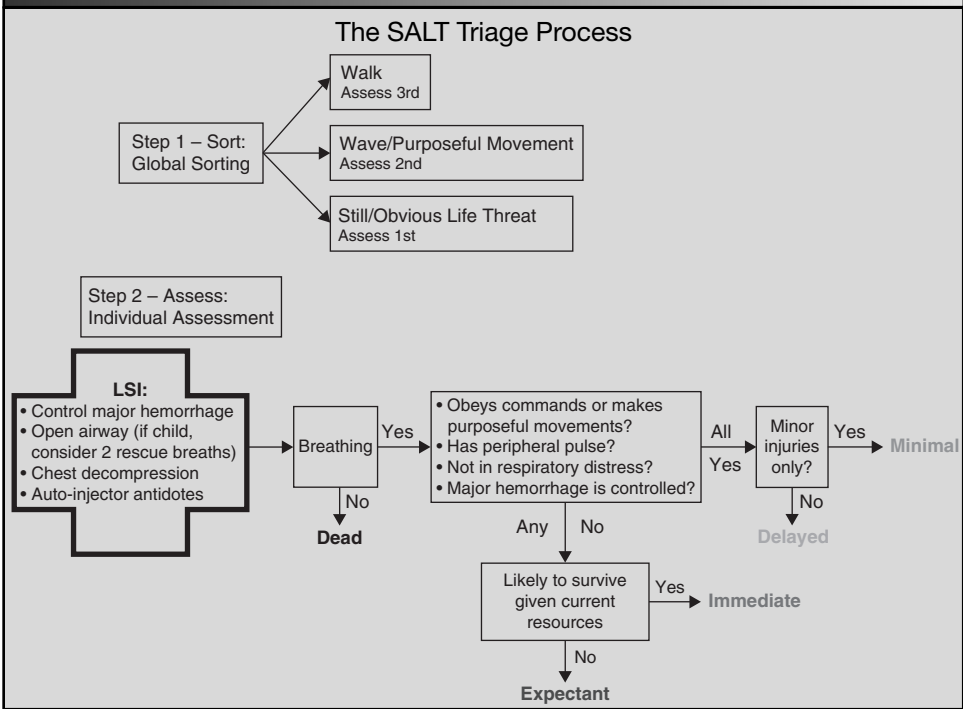 The SALT Triage Process
Walk
Assess 3rd
Step 1 – Sort:
Global Sorting
Wave/Purposeful Movement
Assess 2nd
Still/Obvious Life Threat
Assess 1st
Step 2 – Assess:
Individual Assessment
LSI:
• Control major hemorrhage
• Open airway (if child,
consider 2 rescue breaths)
• Chest decompression
• Auto-injector antidotes
Breathing
Yes
No
Dead
• Obeys commands or makes
purposeful movements?
• Has peripheral pulse?
• Not in respiratory distress?
• Major hemorrhage is controlled?
All
Yes
Minor
injuries
only?
Yes
Minimal
No
Delayed
Any No
Likely to survive
given current
resources
Yes
Immediate
No
Expectant